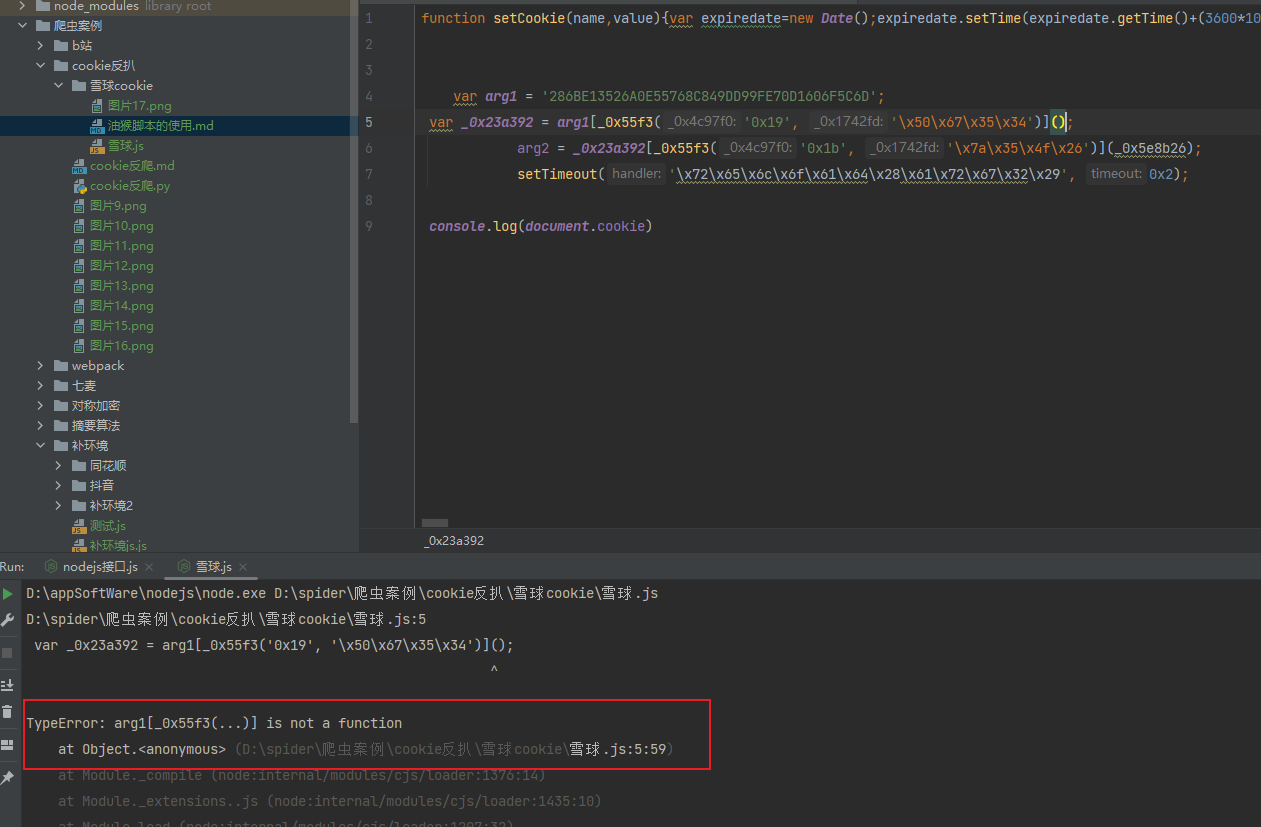 node_modules library root
爬虫案例
b站
cookie反扒
雪球cookie
图片17.png
油猴脚本的使用.md
雪球.js
cookie反爬.md
cookie反爬.py
图片9.png
图片10.png
图片11.png
图片12.png
图片13.png
图片14.png
图片15.png
图片16.png
webpack
七麦
对称加密
摘要算法
补环境
同花顺
抖音
补环境2
测试.js
补环境js.js
1 function setCookie(name,value){var expiredate=new Date();expiredate.setTime(expiredate.getTime()+(3600*10
2
3
4 var arg1 = '286BE13526A0E55768C849DD99FE70D1606F5C6D';
5 var _0x23a392 = arg1[_0x55f3( _0x4c97f0: '0x19', _0x1742fd: '\x50\x67\x35\x34')]();
6 arg2 = _0x23a392[_0x55f3( _0x4c97f0: '0x1b', _0x1742fd: '\x7a\x35\x4f\x26')](_0x5e8b26);
7 setTimeout( handler: '\x72\x65\x6c\x6f\x61\x64\x28\x61\x72\x67\x32\x29', timeout: 0x2);
8
9 console.log(document.cookie)
_0x23a392
Run: nodejs接口.js 雪球.js
D:\appSoftWare\nodejs\node.exe D:\spider\爬虫案例\cookie反扒\雪球cookie\雪球.js
D:\spider\爬虫案例\cookie反扒\雪球cookie\雪球.js:5
var _0x23a392 = arg1[_0x55f3('0x19', '\x50\x67\x35\x34')]();
^
TypeError: arg1[_0x55f3(...)] is not a function
at Object.<anonymous> (D:\spider\爬虫案例\cookie反扒\雪球cookie\雪球.js:5:59)
at Module._compile (node:internal/modules/cjs/loader:1376:14)
at Module._extensions..js (node:internal/modules/cjs/loader:1435:10)
at Module.load (node:internal/modules/cjs/loader:1207:32)